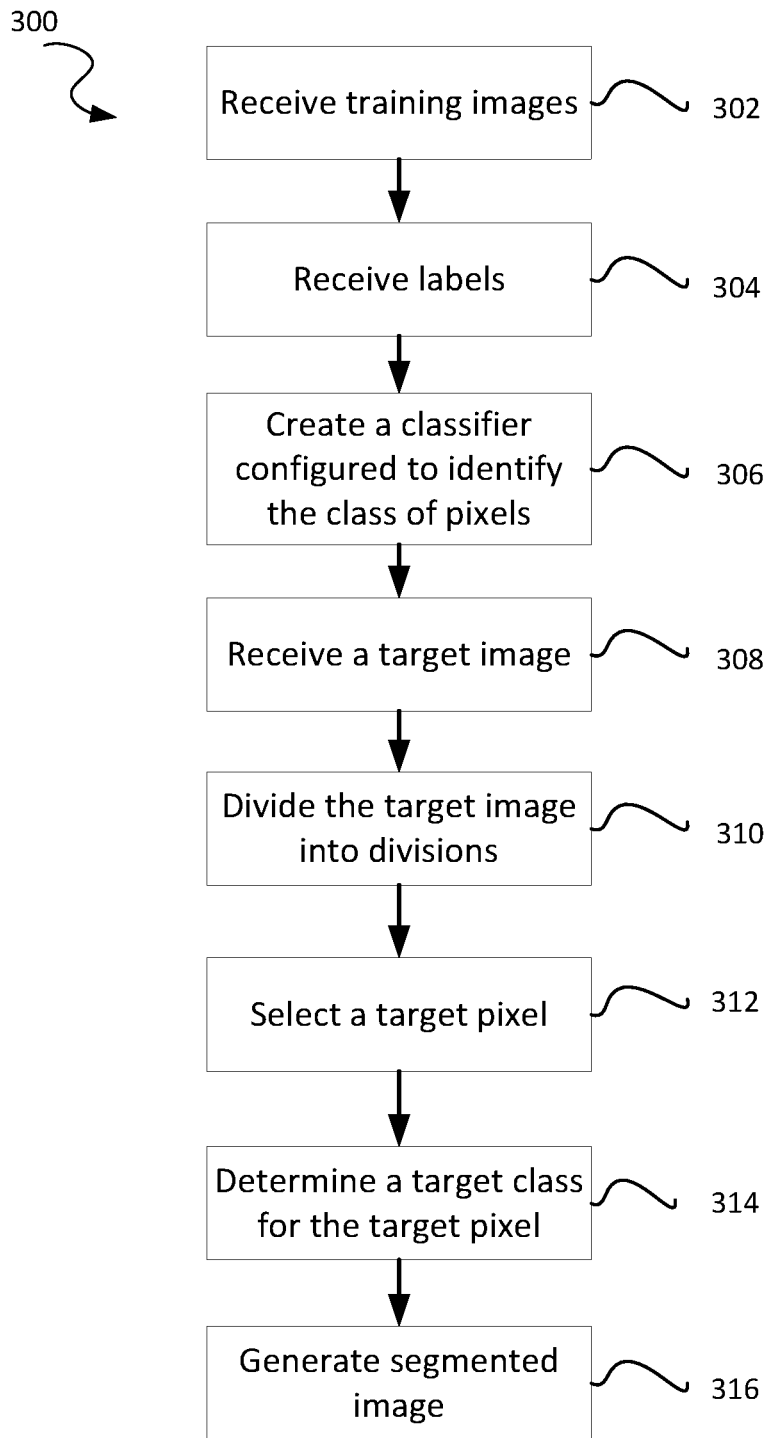 300
Receive training images
302
Receive labels
304
Create a classifier
configured to identify
the class of pixels
306
Receive a target image
308
Divide the target image
into divisions
310
Select a target pixel
312
Determine a target class
for the target pixel
314
Generate segmented
image
316